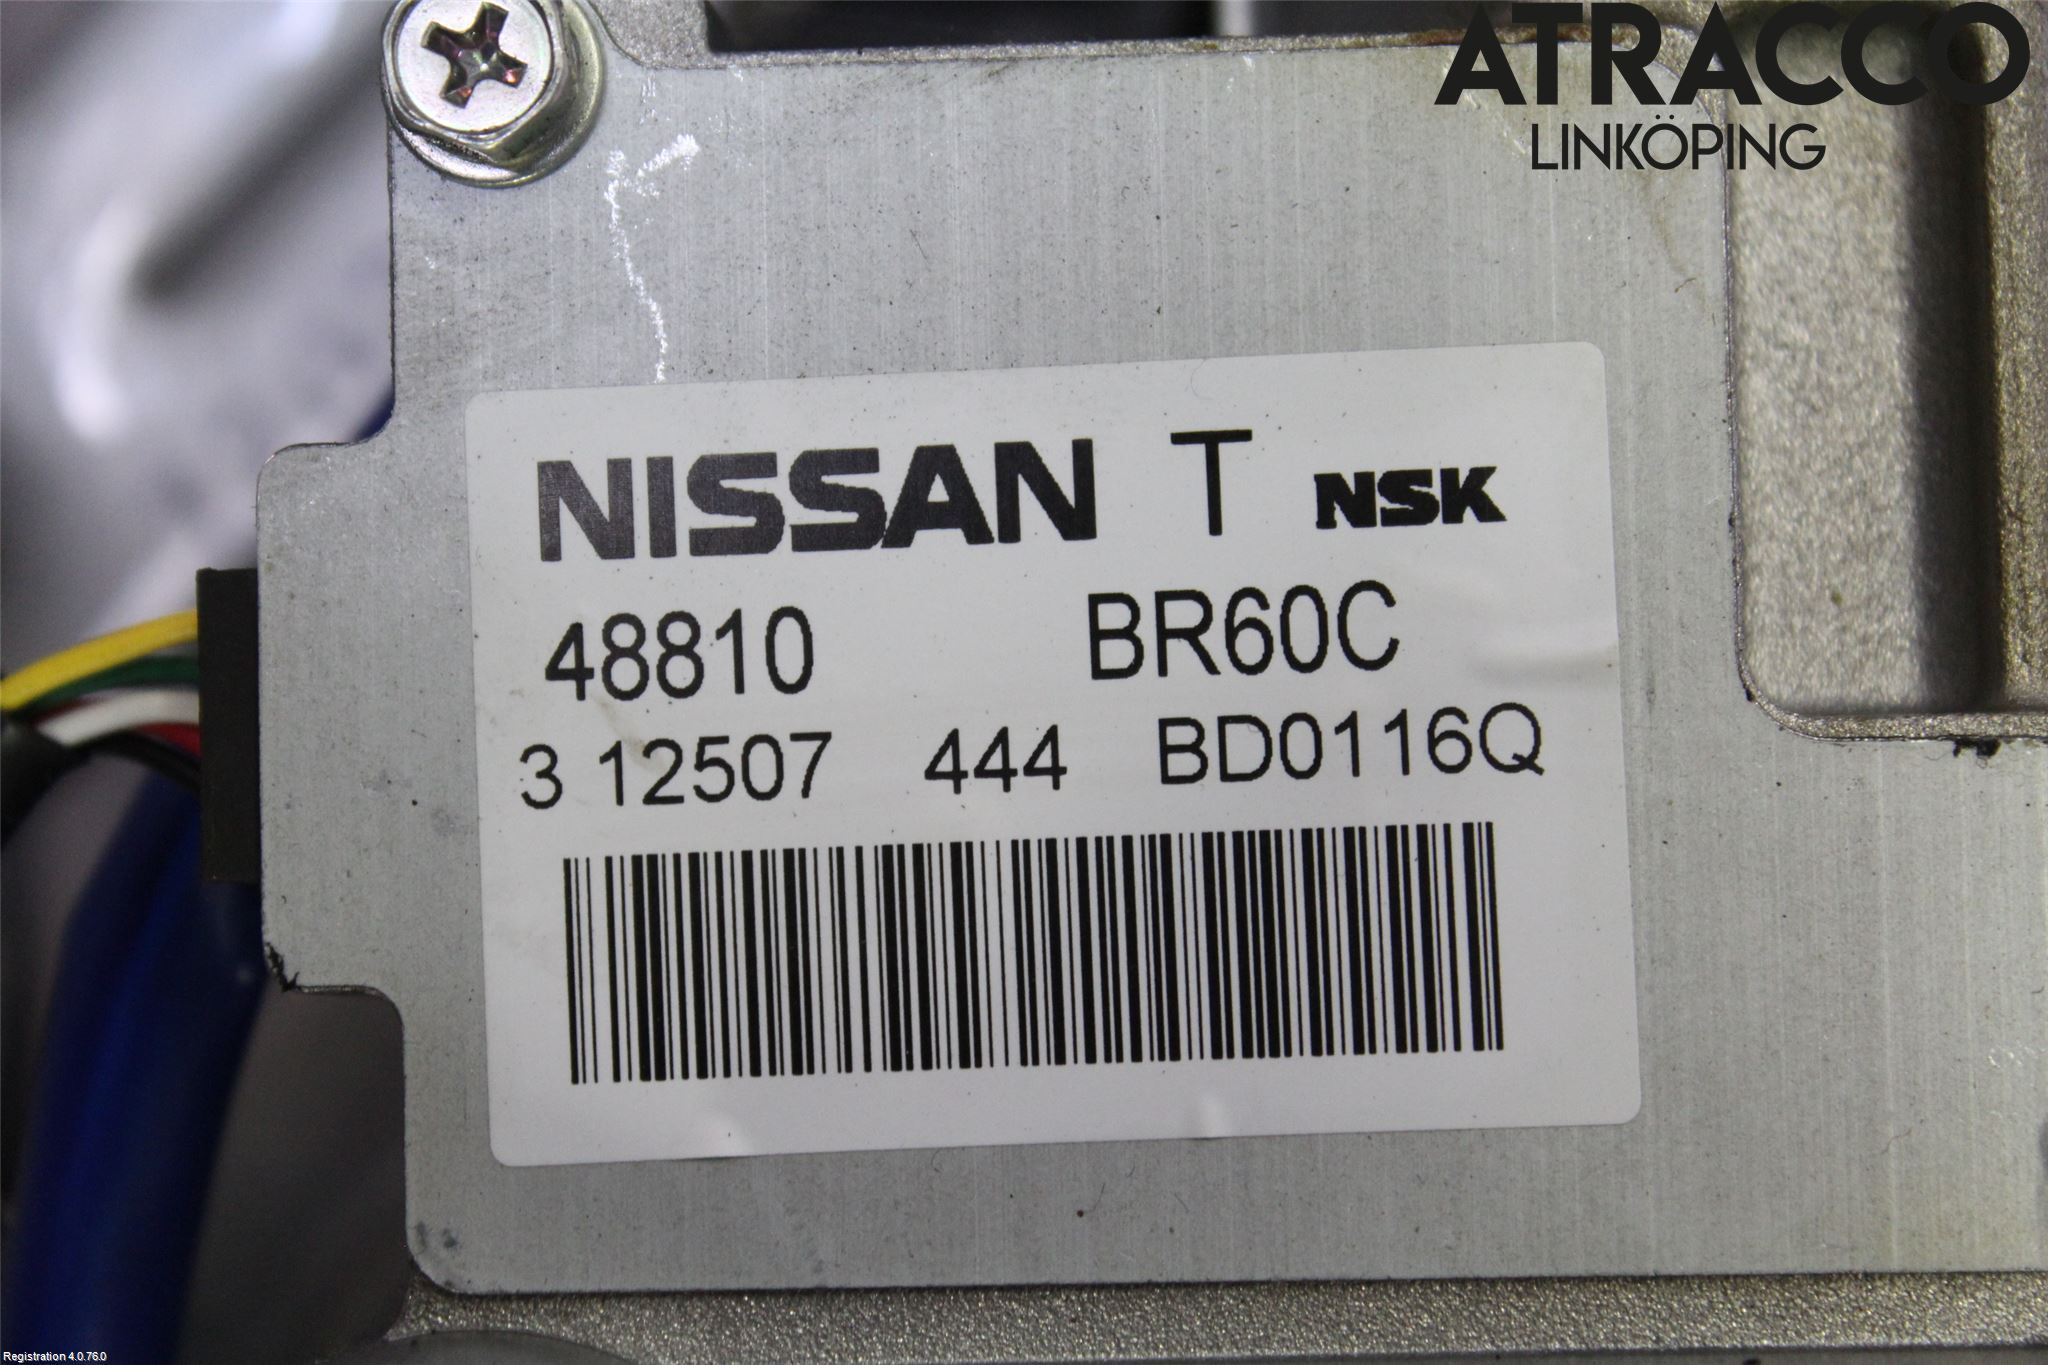 ATRACCO
LINKÖPING
NISSAN T NSK
48810 BR60C
3 12507 444 BD0116Q
Registration 4.0.76.0